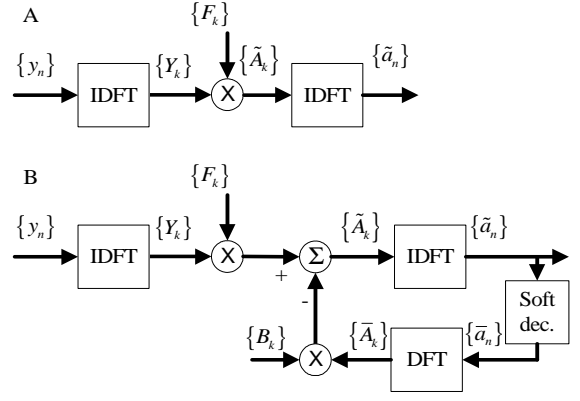 A
{F_k}
{y_n}
{Y_k}
{Ã_k}
{ã_n}
IDFT
X
IDFT
B
{F_k}
{y_n}
{Y_k}
{Ã_k}
{ã_n}
IDFT
X
Σ
IDFT
+
-
Soft
dec.
{B_k}
{Ā_k}
{ā_n}
X
DFT